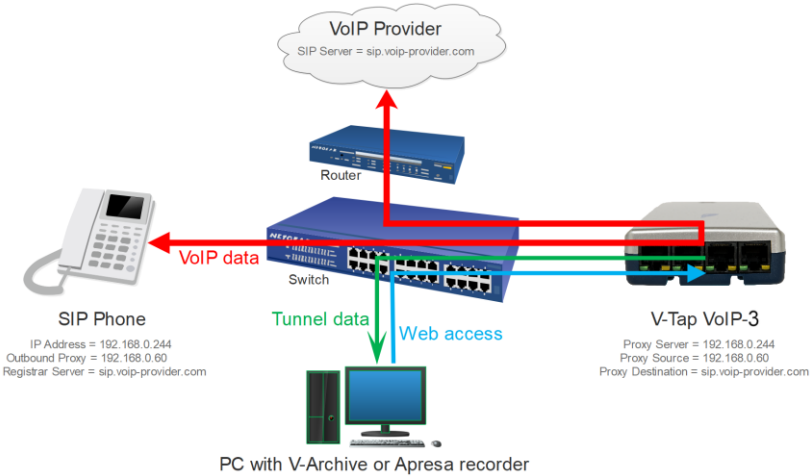 VoIP Provider
SIP Server = sip.voip-provider.com
NETGEAR
Router
NETGEAR
VoIP data
Switch
SIP Phone
IP Address = 192.168.0.244
Outbound Proxy = 192.168.0.60
Registrar Server = sip.voip-provider.com
Tunnel data
Web access
V-Tap VoIP-3
Proxy Server = 192.168.0.244
Proxy Source = 192.168.0.60
Proxy Destination = sip.voip-provider.com
PC with V-Archive or Apresa recorder